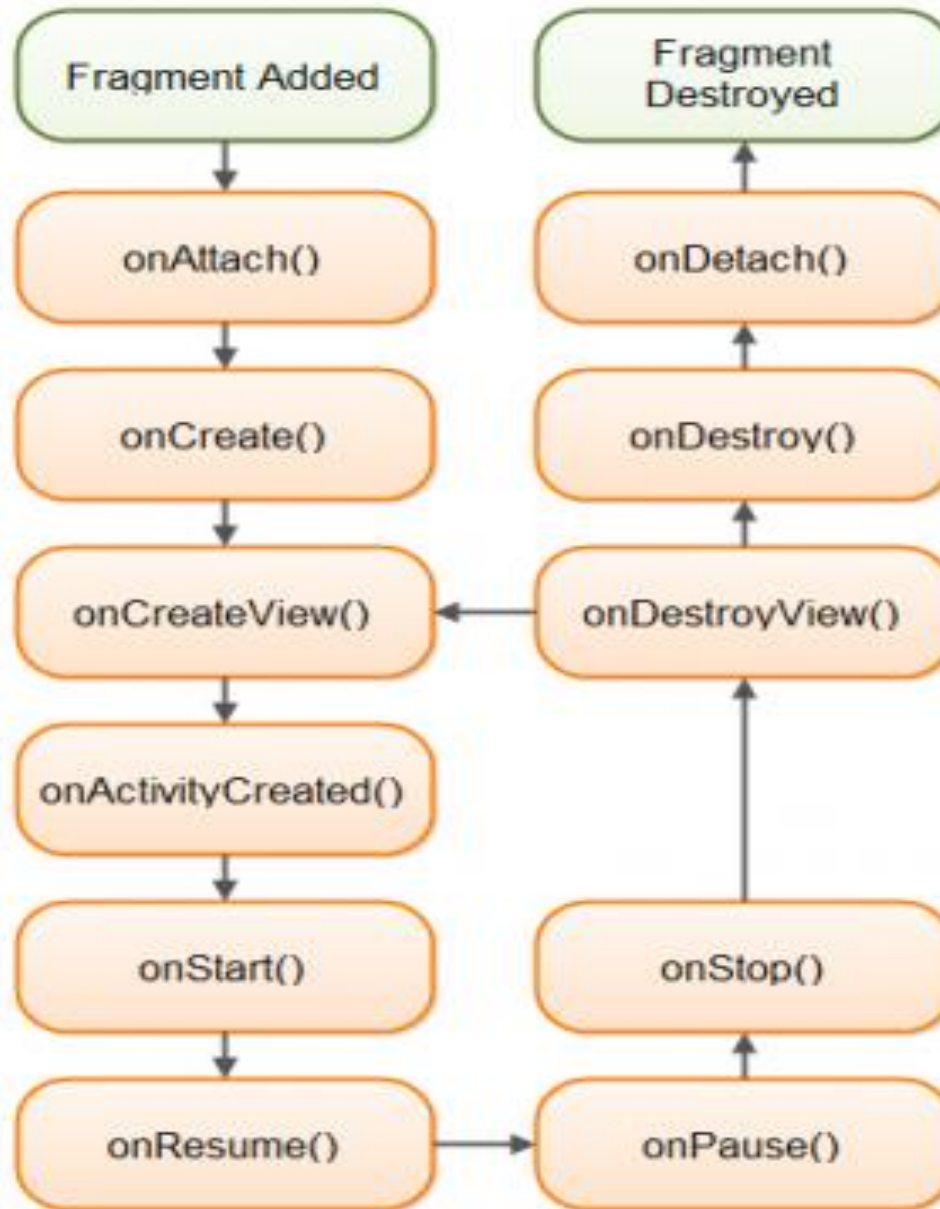 Fragment Added
onAttach()
onCreate()
onCreateView()
onActivityCreated()
onStart()
onResume()
Fragment
Destroyed
onDetach()
onDestroy()
onDestroyView()
onStop()
onPause()